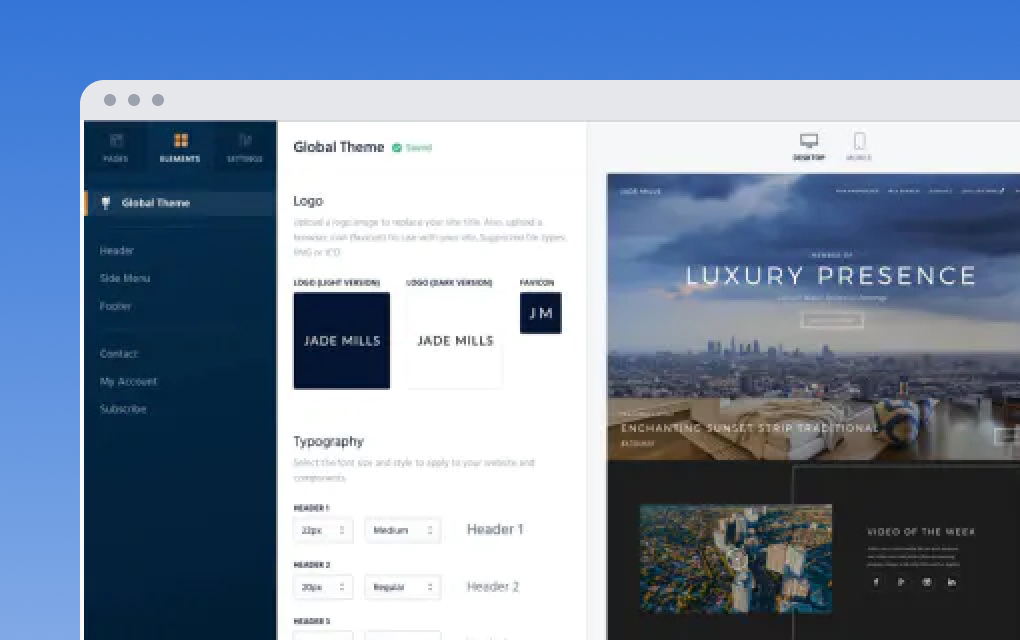 PAGES
ELEMENTS
SETTINGS
Global Theme
Header
Side Menu
Footer
Contact
My Account
Subscribe
Global Theme
Saved
Logo
Upload a logo image to replace your site title. Also, upload a
browser icon (favicon) to use with your site. Suggested file types:
PNG or ICO
LOGO (LIGHT VERSION)
LOGO (DARK VERSION)
FAVICON
JADE MILLS
JADE MILLS
JM
Typography
Select the font size and style to apply to your website and
components
HEADER 1
22px
Medium
Header 1
HEADER 2
20px
Regular
Header 2
HEADER 3
DESKTOP
MOBILE
JADE MILLS
MEMBER OF
LUXURY PRESENCE
ENCHANTING SUNSET STRIP TRADITIONAL
VIDEO OF THE WEEK